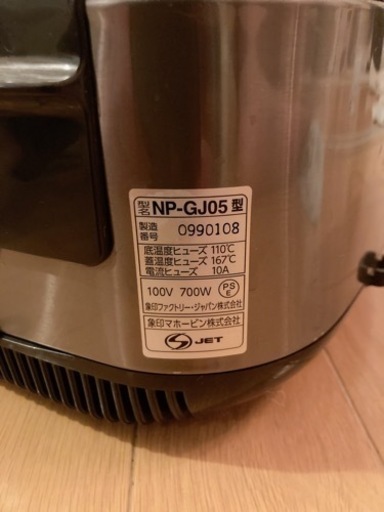 型名 NP-GJ05 型
製造番号 0990108
底温度ヒューズ 110℃
蓋温度ヒューズ 167℃
電流ヒューズ 10A
100V 700W PSE
象印ファクトリー・ジャパン株式会社
象印マホービン株式会社
S JET